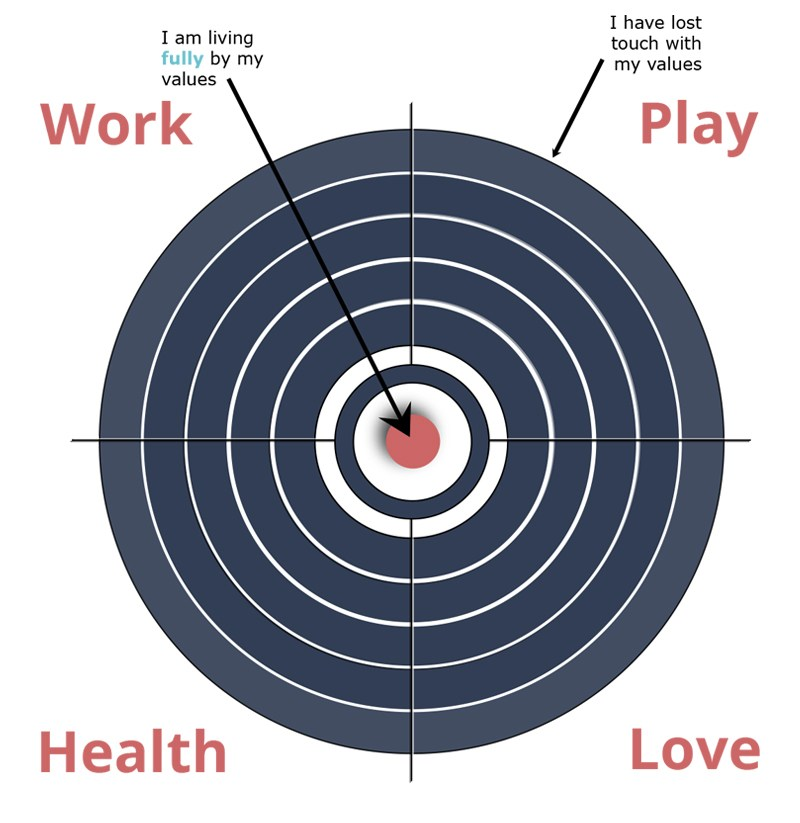 I am living
fully by my
values
I have lost
touch with
my values
Work
Play
Health
Love